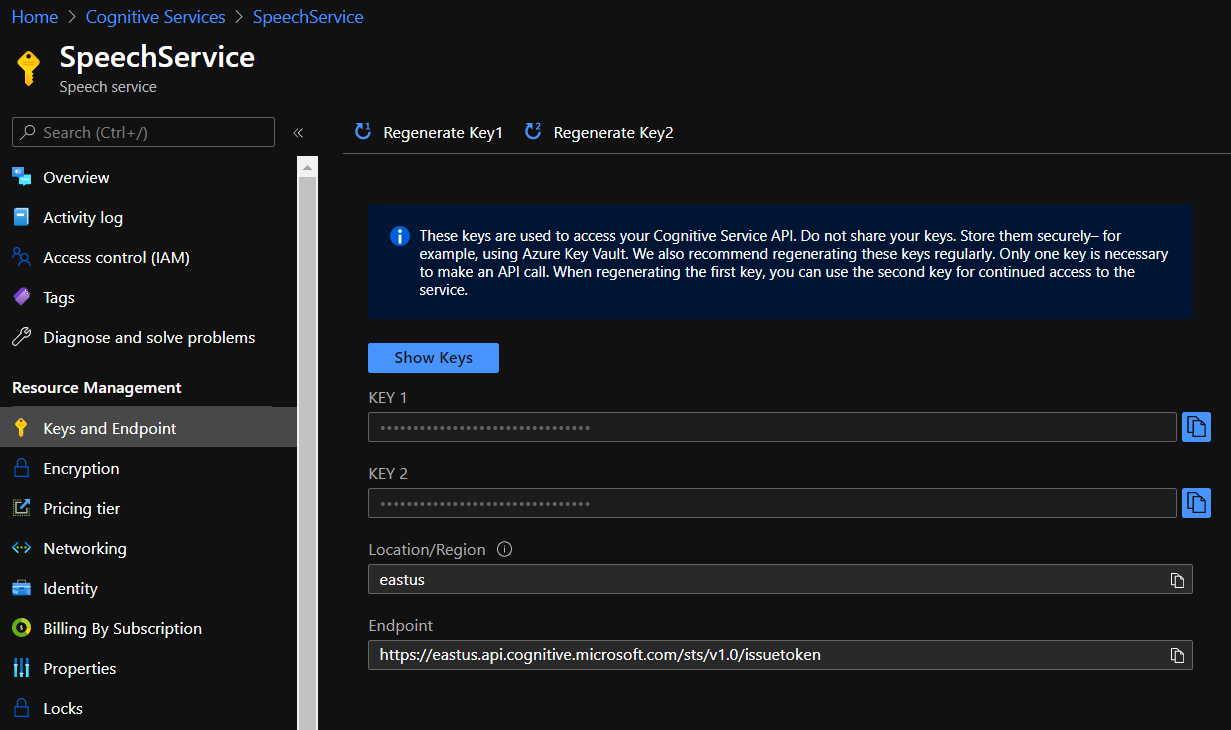 Home > Cognitive Services > SpeechService
SpeechService
Speech service
Search (Ctrl+/)
«
1 Regenerate Key1 2 Regenerate Key2
Overview
Activity log
Access control (IAM)
Tags
Diagnose and solve problems
Resource Management
Keys and Endpoint
Encryption
Pricing tier
Networking
Identity
Billing By Subscription
Properties
Locks
These keys are used to access your Cognitive Service API. Do not share your keys. Store them securely– for
example, using Azure Key Vault. We also recommend regenerating these keys regularly. Only one key is necessary
to make an API call. When regenerating the first key, you can use the second key for continued access to the
service.
Show Keys
KEY 1
••••••••••••••••••••••••••••••••
KEY 2
••••••••••••••••••••••••••••••••
Location/Region
eastus
Endpoint
https://eastus.api.cognitive.microsoft.com/sts/v1.0/issuetoken